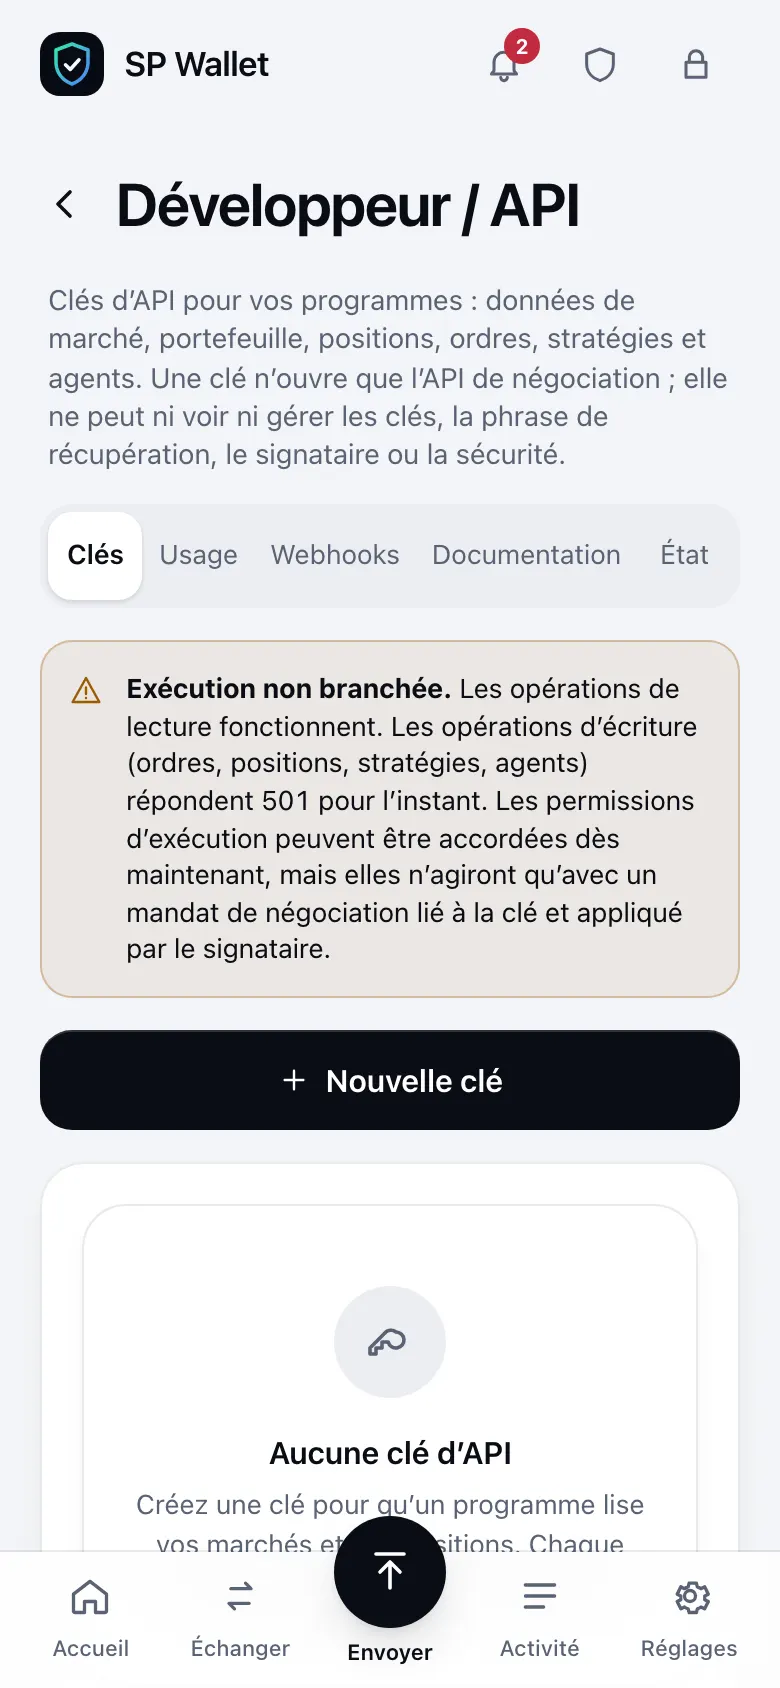 SP Wallet
2
Développeur / API
Clés d’API pour vos programmes : données de
marché, portefeuille, positions, ordres, stratégies et
agents. Une clé n’ouvre que l’API de négociation ; elle
ne peut ni voir ni gérer les clés, la phrase de
récupération, le signataire ou la sécurité.
Clés
Usage
Webhooks
Documentation
État
Exécution non branchée. Les opérations de
lecture fonctionnent. Les opérations d’écriture
(ordres, positions, stratégies, agents)
répondent 501 pour l’instant. Les permissions
d’exécution peuvent être accordées dès
maintenant, mais elles n’agiront qu’avec un
mandat de négociation lié à la clé et appliqué
par le signataire.
+ Nouvelle clé
Aucune clé d’API
Créez une clé pour qu’un programme lise
vos marchés et sitions. Chaque
Accueil
Échanger
Envoyer
Activité
Réglages